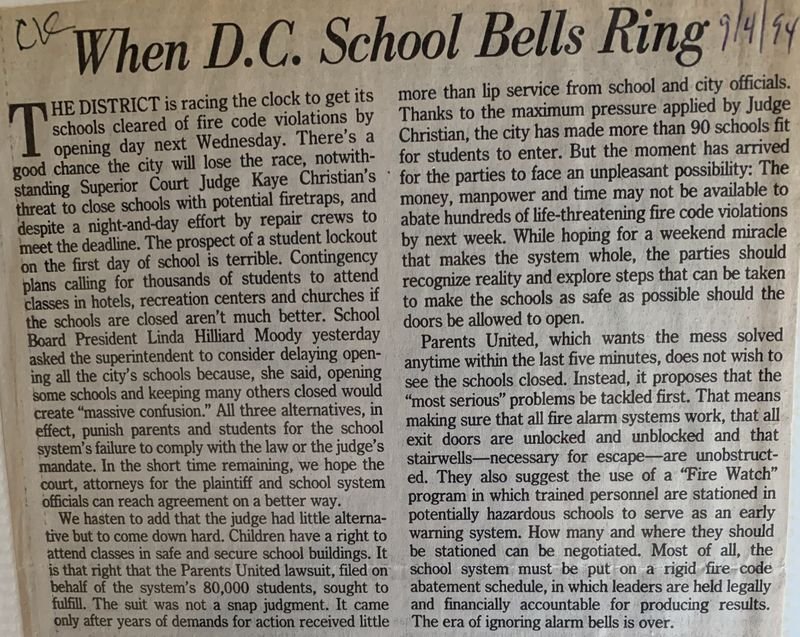 When D.C. School Bells Ring 9/4/94
THE DISTRICT is racing the clock to get its
schools cleared of fire code violations by
opening day next Wednesday. There's a
good chance the city will lose the race, notwith-
standing Superior Court Judge Kaye Christian's
threat to close schools with potential firetraps, and
despite a night-and-day effort by repair crews to
meet the deadline. The prospect of a student lockout
on the first day of school is terrible. Contingency
plans calling for thousands of students to attend
classes in hotels, recreation centers and churches if
the schools are closed aren't much better. School
Board President Linda Hilliard Moody yesterday
asked the superintendent to consider delaying open-
ing all the city's schools because, she said, opening
some schools and keeping many others closed would
create “massive confusion.” All three alternatives, in
effect, punish parents and students for the school
system's failure to comply with the law or the judge's
mandate. In the short time remaining, we hope the
court, attorneys for the plaintiff and school system
officials can reach agreement on a better way.
We hasten to add that the judge had little alterna-
tive but to come down hard. Children have a right to
attend classes in safe and secure school buildings. It
is that right that the Parents United lawsuit, filed on
behalf of the system's 80,000 students, sought to
fulfill. The suit was not a snap judgment. It came
only after years of demands for action received little
more than lip service from school and city officials.
Thanks to the maximum pressure applied by Judge
Christian, the city has made more than 90 schools fit
for students to enter. But the moment has arrived
for the parties to face an unpleasant possibility: The
money, manpower and time may not be available to
abate hundreds of life-threatening fire code violations
by next week. While hoping for a weekend miracle
that makes the system whole, the parties should
recognize reality and explore steps that can be taken
to make the schools as safe as possible should the
doors be allowed to open.
Parents United, which wants the mess solved
anytime within the last five minutes, does not wish to
see the schools closed. Instead, it proposes that the
“most serious” problems be tackled first. That means
making sure that all fire alarm systems work, that all
exit doors are unlocked and unblocked and that
stairwells—necessary for escape—are unobstruct-
ed. They also suggest the use of a “Fire Watch”
program in which trained personnel are stationed in
potentially hazardous schools to serve as an early
warning system. How many and where they should
be stationed can be negotiated. Most of all, the
school system must be put on a rigid fire code
abatement schedule, in which leaders are held legally
and financially accountable for producing results.
The era of ignoring alarm bells is over.